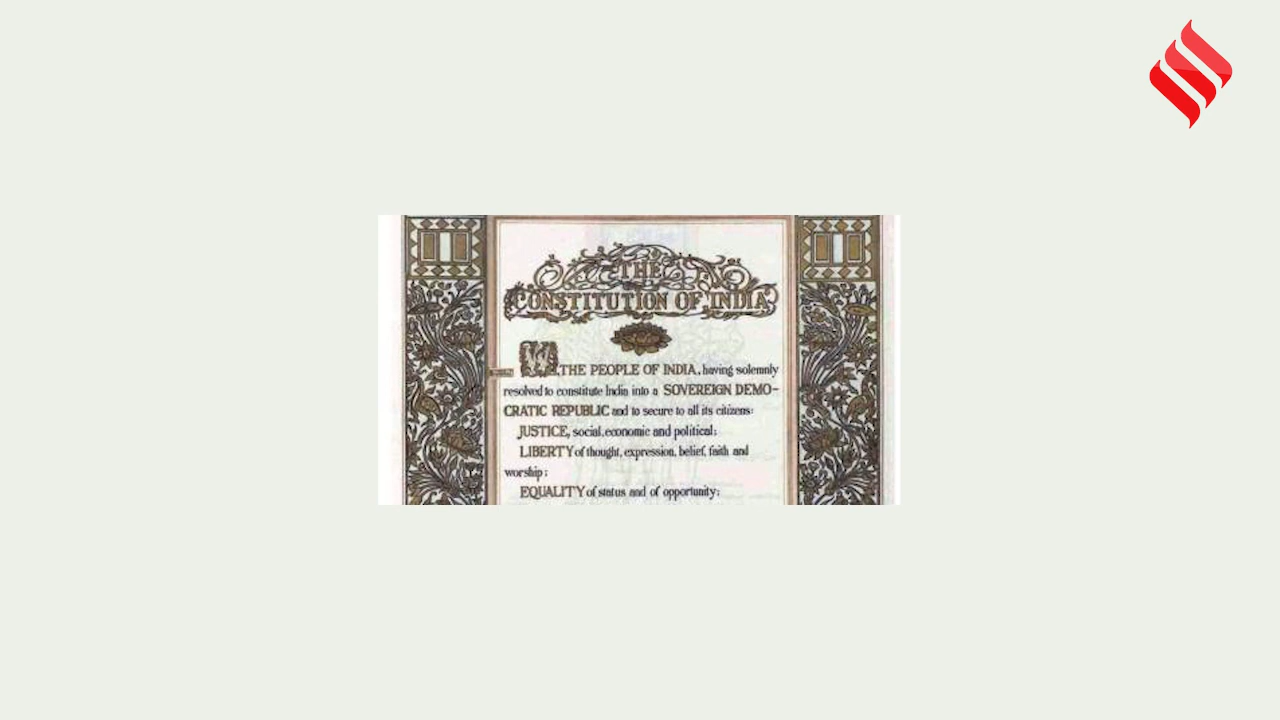 THE
CONSTITUTION OF INDIA
WE, THE PEOPLE OF INDIA, having solemnly
resolved to constitute India into a SOVEREIGN DEMO-
CRATIC REPUBLIC and to secure to all its citizens:
JUSTICE, social, economic and political;
LIBERTY of thought, expression, belief, faith and
worship;
EQUALITY of status and of opportunity;